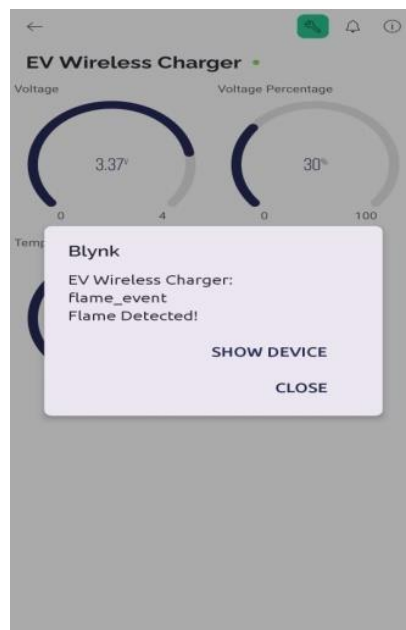 EV Wireless Charger
Voltage
Voltage Percentage
3.37V
30%
0
4
0
100
Blynk
EV Wireless Charger:
flame_event
Flame Detected!
SHOW DEVICE
CLOSE